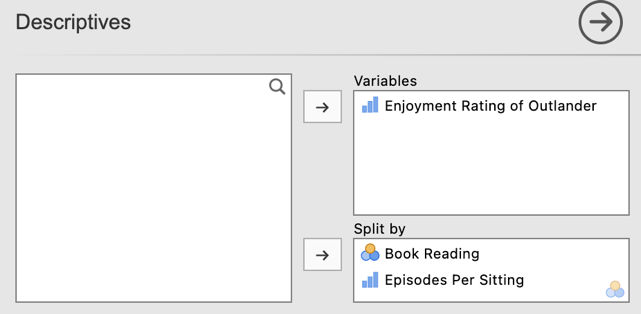 Descriptives
Variables
Enjoyment Rating of Outlander
Split by
Book Reading
Episodes Per Sitting